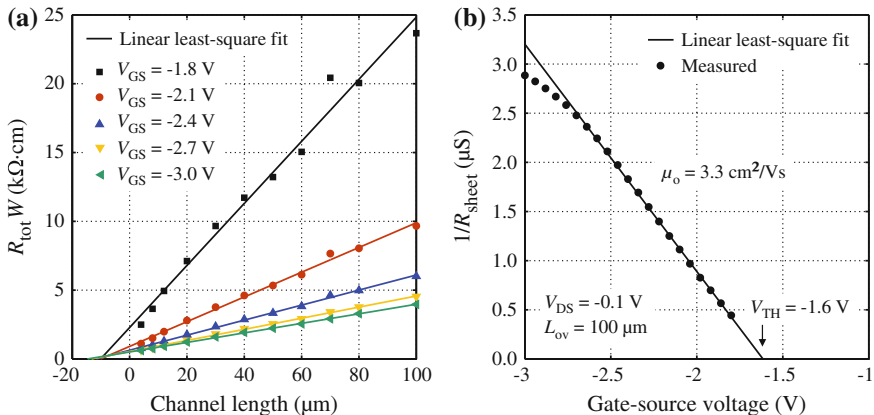 (a)
Linear least-square fit
V_GS = -1.8 V
V_GS = -2.1 V
V_GS = -2.4 V
V_GS = -2.7 V
V_GS = -3.0 V
R_tot W (kΩ·cm)
25
20
15
10
5
0
-20 0 20 40 60 80 100
Channel length (µm)
(b)
Linear least-square fit
Measured
µ_o = 3.3 cm²/Vs
V_DS = -0.1 V
L_ov = 100 µm
V_TH = -1.6 V
1/R_sheet (µS)
3.5
3.0
2.5
2.0
1.5
1.0
0.5
0.0
-3 -2.5 -2 -1.5 -1
Gate-source voltage (V)